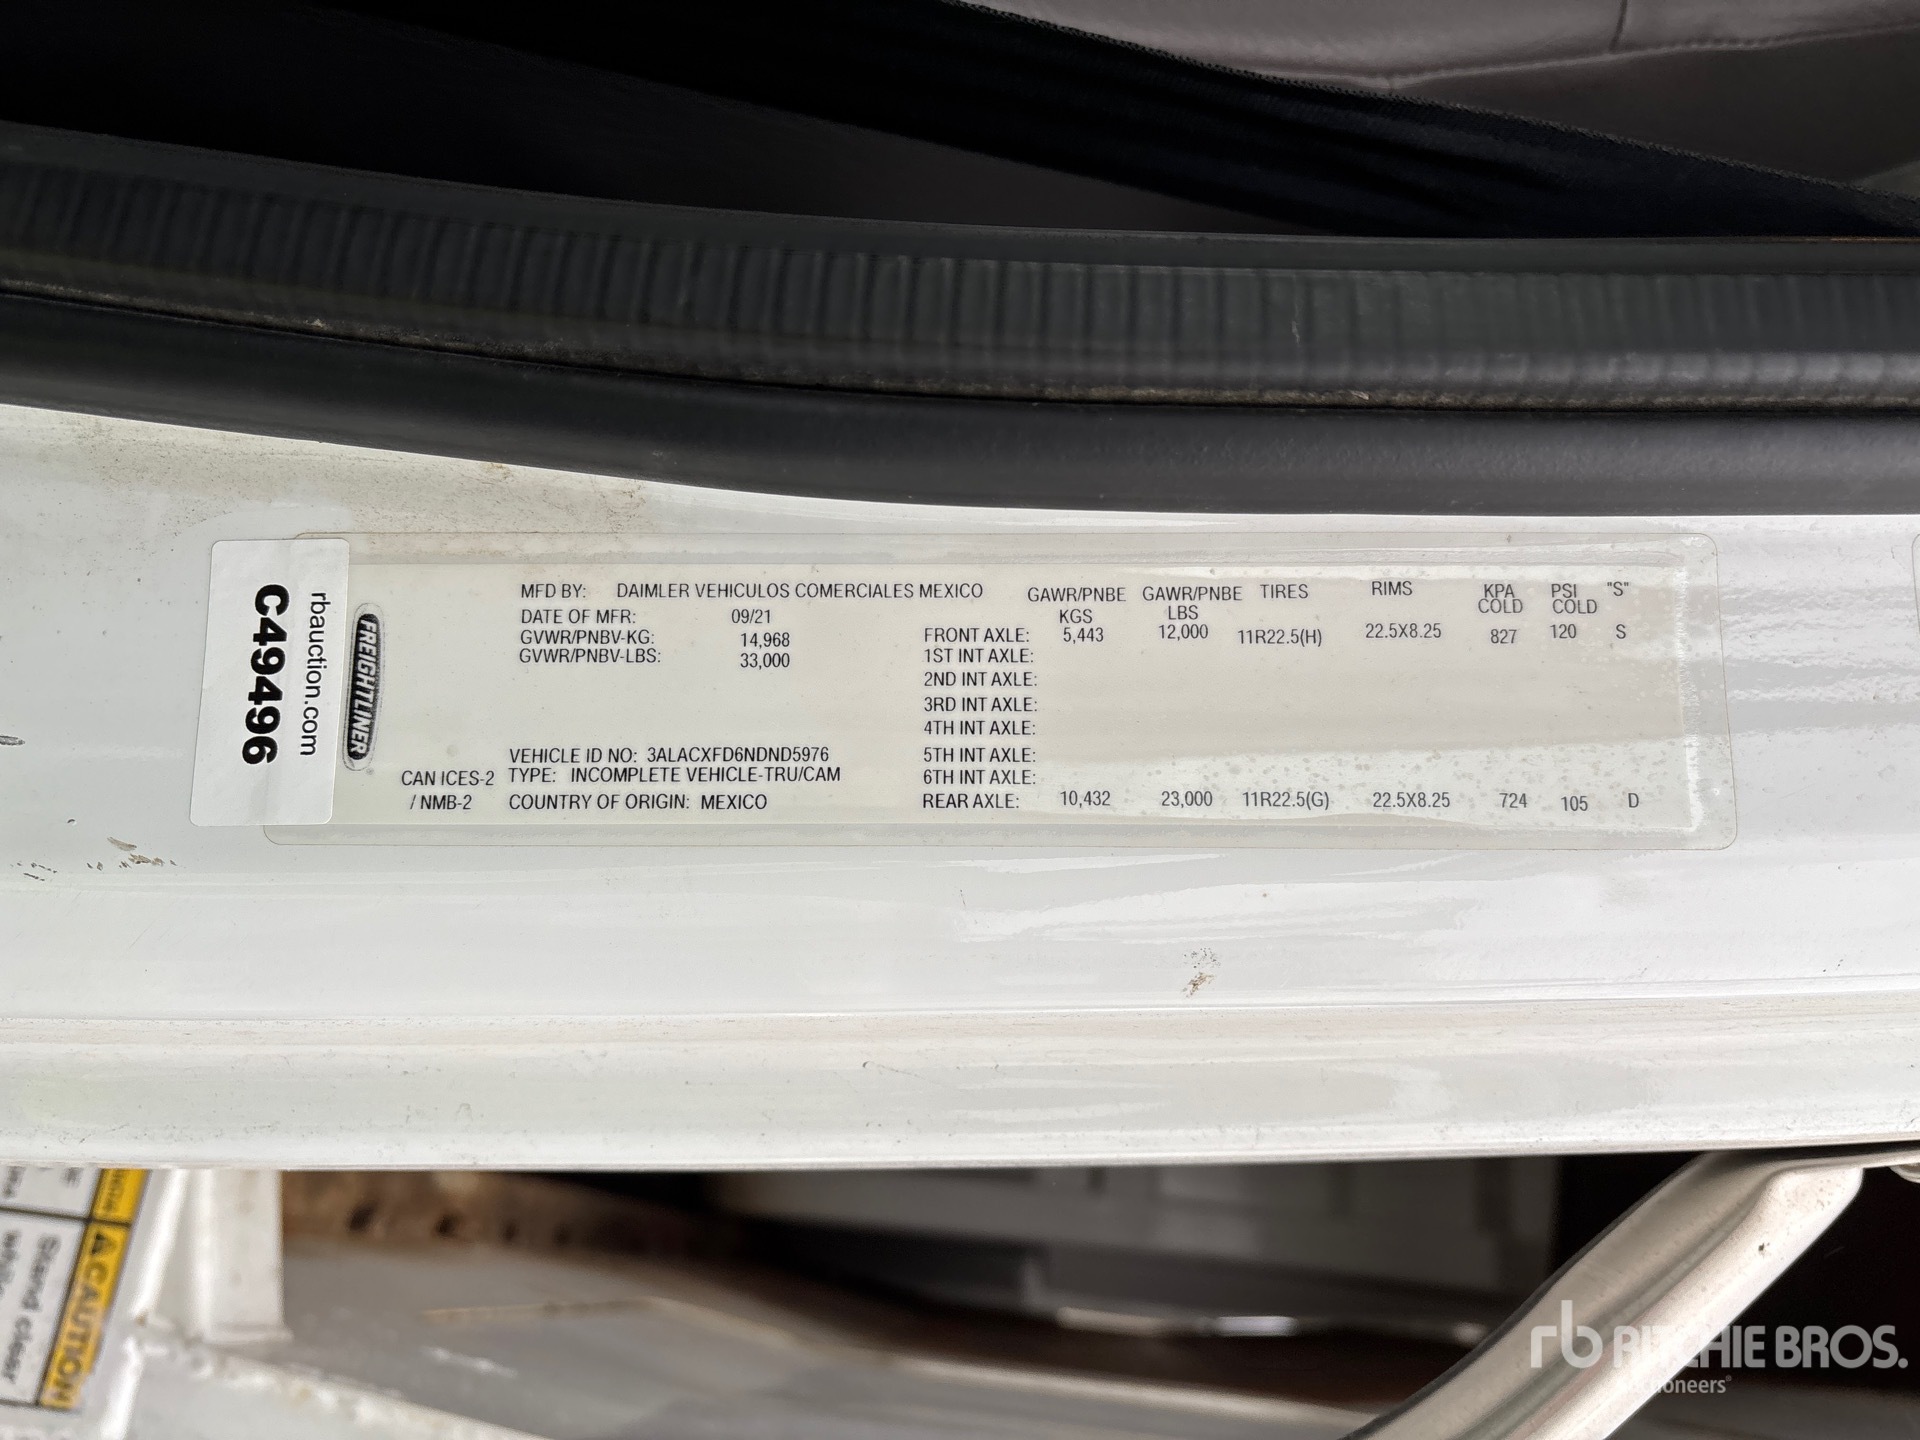 rbauction.com
C49496
FREIGHTLINER
MFD BY: DAIMLER VEHICULOS COMERCIALES MEXICO
DATE OF MFR: 09/21
GVWR/PNBV-KG: 14,968
GVWR/PNBV-LBS: 33,000
VEHICLE ID NO: 3ALACXFD6NDND5976
CAN ICES-2 TYPE: INCOMPLETE VEHICLE-TRU/CAM
/ NMB-2 COUNTRY OF ORIGIN: MEXICO
GAWR/PNBE KGS GAWR/PNBE LBS TIRES RIMS KPA COLD PSI COLD "S"
FRONT AXLE: 5,443 12,000 11R22.5(H) 22.5X8.25 827 120 S
1ST INT AXLE:
2ND INT AXLE:
3RD INT AXLE:
4TH INT AXLE:
5TH INT AXLE:
6TH INT AXLE:
REAR AXLE: 10,432 23,000 11R22.5(G) 22.5X8.25 724 105 D
CAUTION
Stand clear
rb RITCHIE BROS.